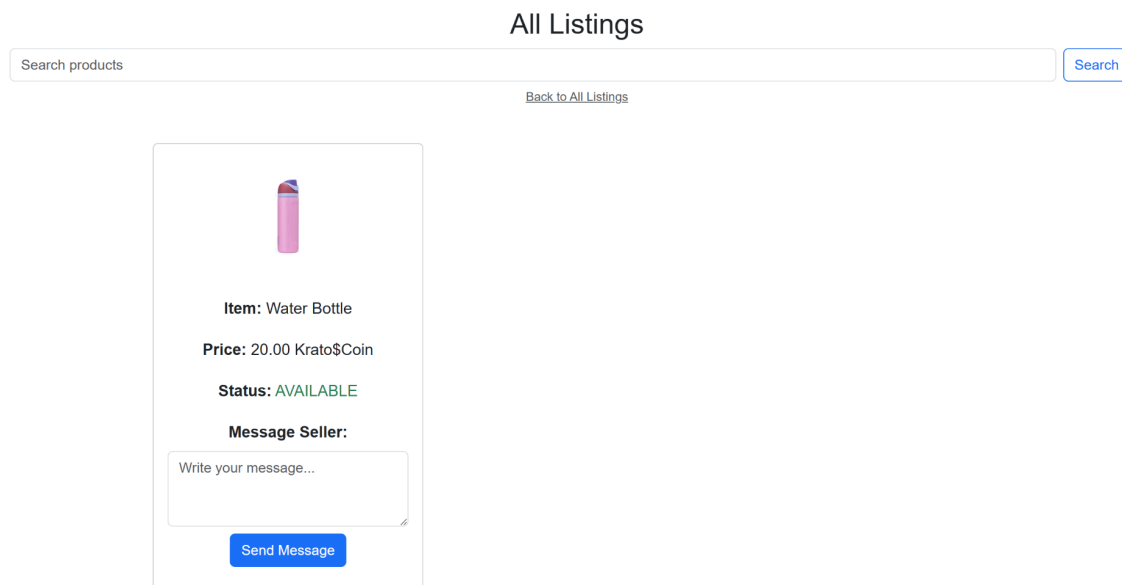 All Listings
Search products
Search
Back to All Listings
Item: Water Bottle
Price: 20.00 Krato$Coin
Status: AVAILABLE
Message Seller:
Write your message...
Send Message